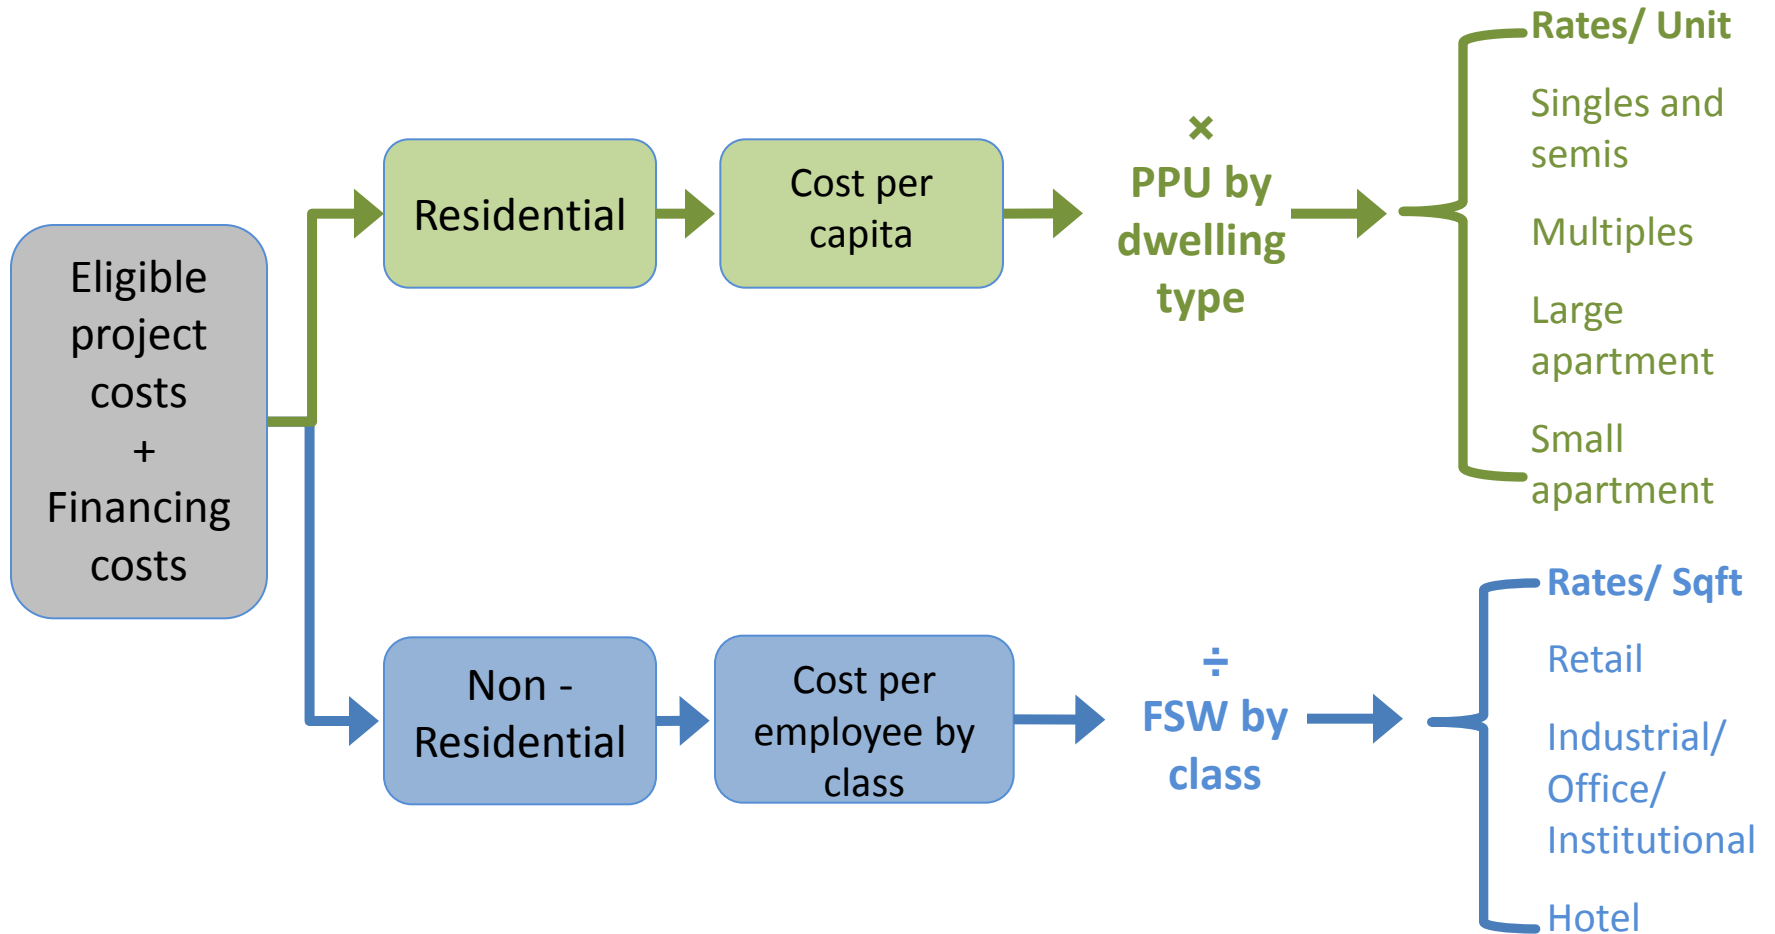 Eligible
project
costs
+
Financing
costs
Residential
Cost per
capita
×
PPU by
dwelling
type
Rates/ Unit
Singles and
semis
Multiples
Large
apartment
Small
apartment
Non -
Residential
Cost per
employee by
class
÷
FSW by
class
Rates/ Sqft
Retail
Industrial/
Office/
Institutional
Hotel